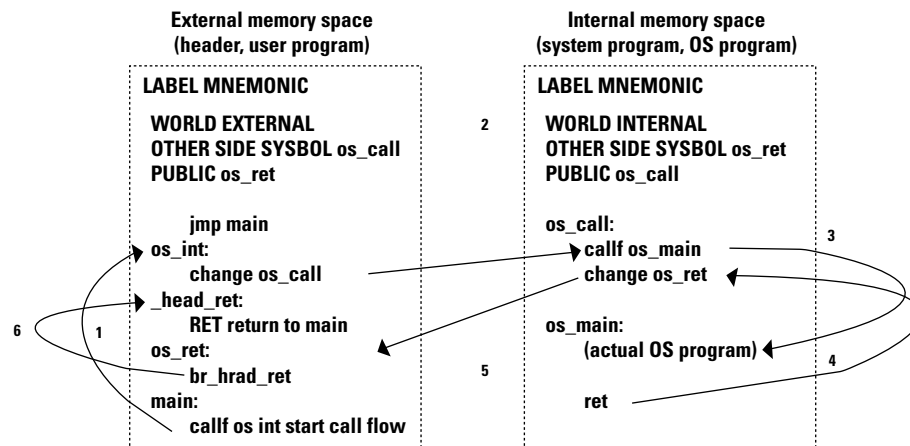 External memory space
(header, user program)
LABEL MNEMONIC
WORLD EXTERNAL
OTHER SIDE SYSBOL os_call
PUBLIC os_ret
jmp main
os_int:
change os_call
_head_ret:
RET return to main
os_ret:
br_hrad_ret
main:
callf os int start call flow
6
1
2
5
Internal memory space
(system program, OS program)
LABEL MNEMONIC
WORLD INTERNAL
OTHER SIDE SYSBOL os_ret
PUBLIC os_call
os_call:
callf os_main
change os_ret
os_main:
(actual OS program)
ret
3
4